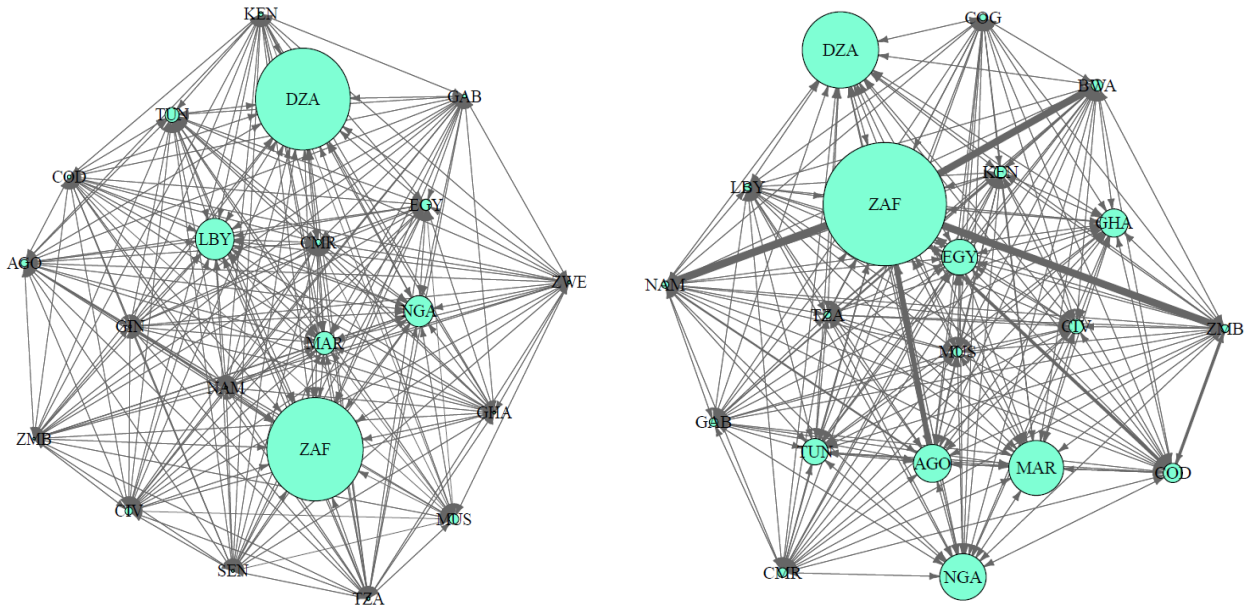 KEN
DZA
GAB
TUN
COD
EGY
LBY
CMR
AGO
ZWE
NGA
GIN
MAR
NAM
GHA
ZMB
ZAF
CIV
MUS
SEN
TZA
COG
DZA
BWA
KEN
LBY
ZAF
GHA
EGY
NAM
TZA
CIV
ZMB
MUS
GAB
TUN
AGO
MAR
COD
CMR
NGA